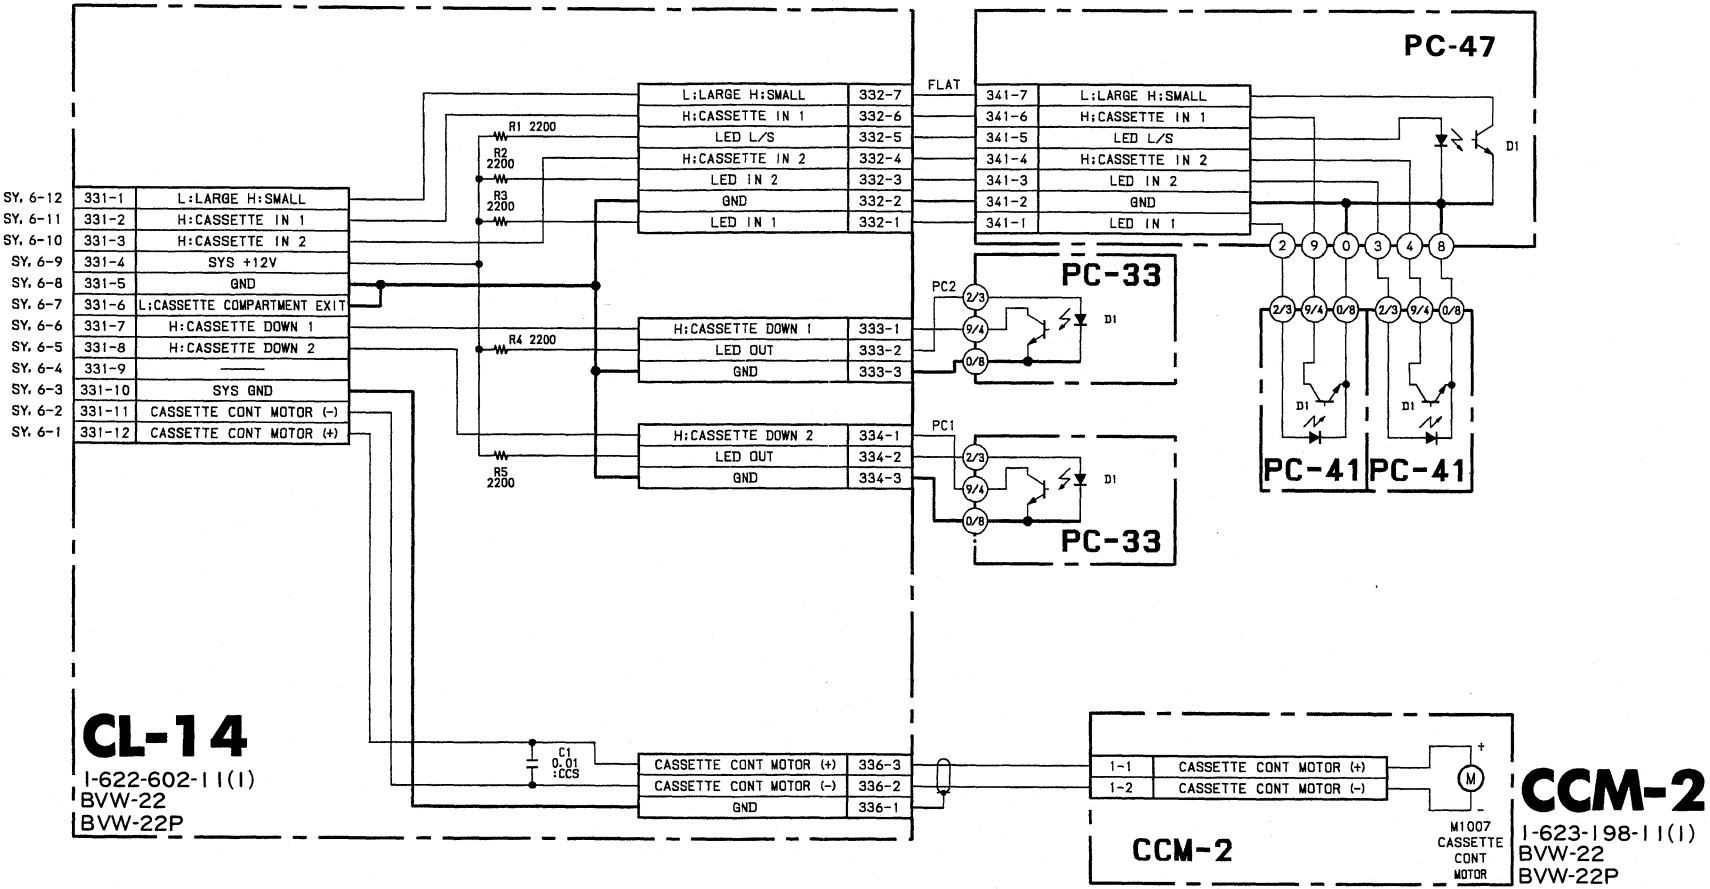 PC-47
FLAT
L:LARGE H:SMALL 332-7
H:CASSETTE IN 1 332-6
LED L/S 332-5
H:CASSETTE IN 2 332-4
LED IN 2 332-3
GND 332-2
LED IN 1 332-1
341-7 L:LARGE H:SMALL
341-6 H:CASSETTE IN 1
341-5 LED L/S
341-4 H:CASSETTE IN 2
341-3 LED IN 2
341-2 GND
341-1 LED IN 1
D1
R1 2200
R2
2200
R3
2200
SY, 6-12 331-1 L:LARGE H:SMALL
SY, 6-11 331-2 H:CASSETTE IN 1
SY, 6-10 331-3 H:CASSETTE IN 2
SY, 6-9 331-4 SYS +12V
SY, 6-8 331-5 GND
SY, 6-7 331-6 L:CASSETTE COMPARTMENT EXIT
SY, 6-6 331-7 H:CASSETTE DOWN 1
SY, 6-5 331-8 H:CASSETTE DOWN 2
SY, 6-4 331-9
SY, 6-3 331-10 SYS GND
SY, 6-2 331-11 CASSETTE CONT MOTOR (-)
SY, 6-1 331-12 CASSETTE CONT MOTOR (+)
2 9 0 3 4 8
PC-33
PC2
2/3
9/4
0/8
D1
R4 2200
H:CASSETTE DOWN 1 333-1
LED OUT 333-2
GND 333-3
2/3 9/4 0/8 2/3 9/4 0/8
D1 D1
PC-41 PC-41
H:CASSETTE DOWN 2 334-1
LED OUT 334-2
GND 334-3
R5
2200
PC1
2/3
9/4
0/8
D1
PC-33
CL-14
1-622-602-11(1)
BVW-22
BVW-22P
C1
0.01
:CCS
CASSETTE CONT MOTOR (+) 336-3
CASSETTE CONT MOTOR (-) 336-2
GND 336-1
1-1 CASSETTE CONT MOTOR (+)
1-2 CASSETTE CONT MOTOR (-)
+
M
-
M1007
CASSETTE
CONT
MOTOR
CCM-2
CCM-2
1-623-198-11(1)
BVW-22
BVW-22P